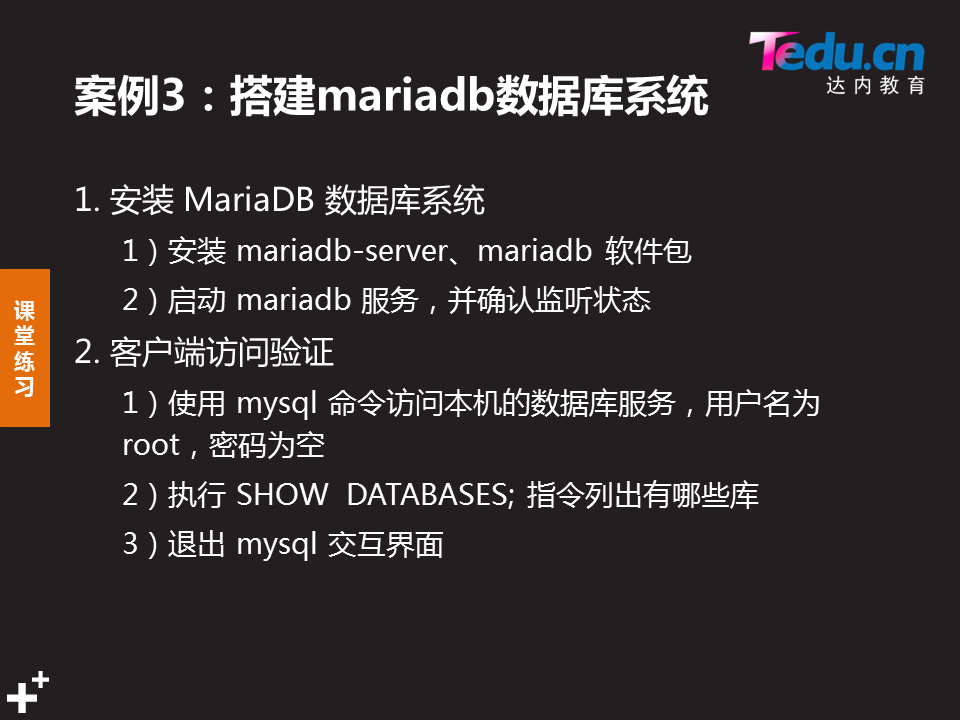 Tedu.cn
达内教育
案例3：搭建mariadb数据库系统
1. 安装 MariaDB 数据库系统
1）安装 mariadb-server、mariadb 软件包
2）启动 mariadb 服务，并确认监听状态
2. 客户端访问验证
1）使用 mysql 命令访问本机的数据库服务，用户名为
root，密码为空
2）执行 SHOW  DATABASES; 指令列出有哪些库
3）退出 mysql 交互界面
课
堂
练
习